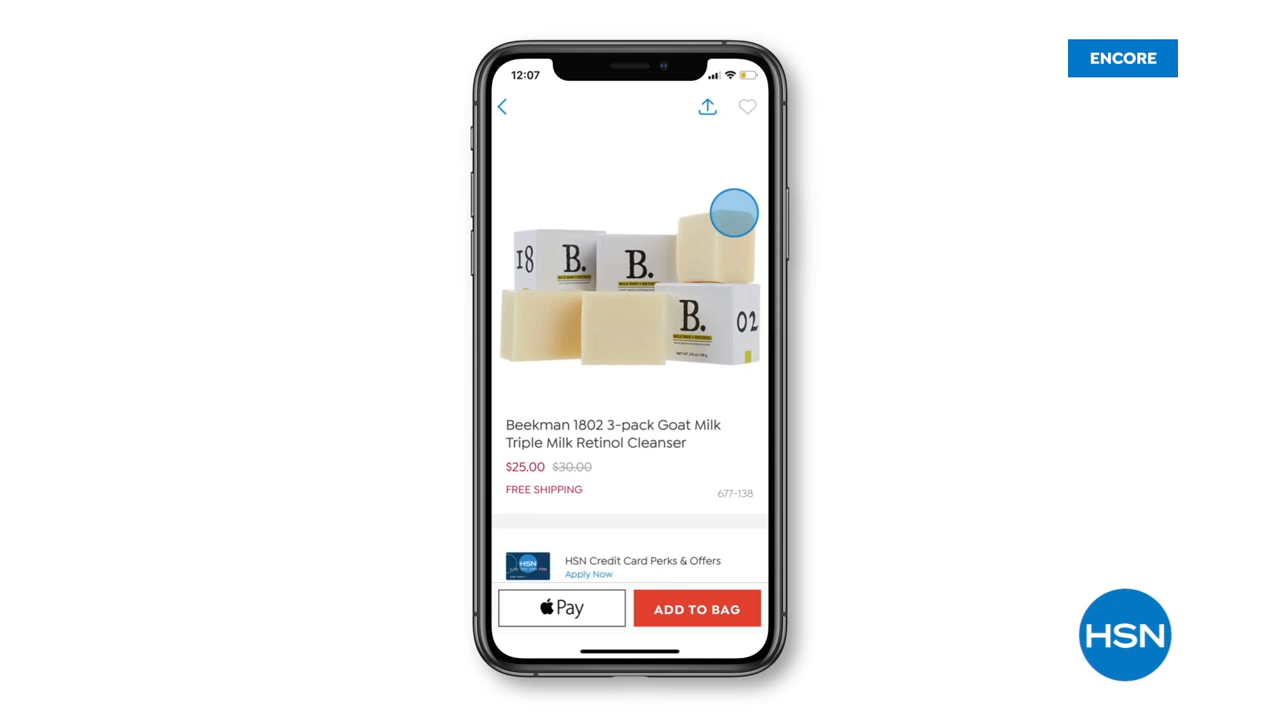 ENCORE
12:07
18
B.
B.
B.
02
Beekman 1802 3-pack Goat Milk
Triple Milk Retinol Cleanser
$25.00 $30.00
FREE SHIPPING
677-138
HSN
HSN Credit Card Perks & Offers
Apply Now
Pay
ADD TO BAG
HSN